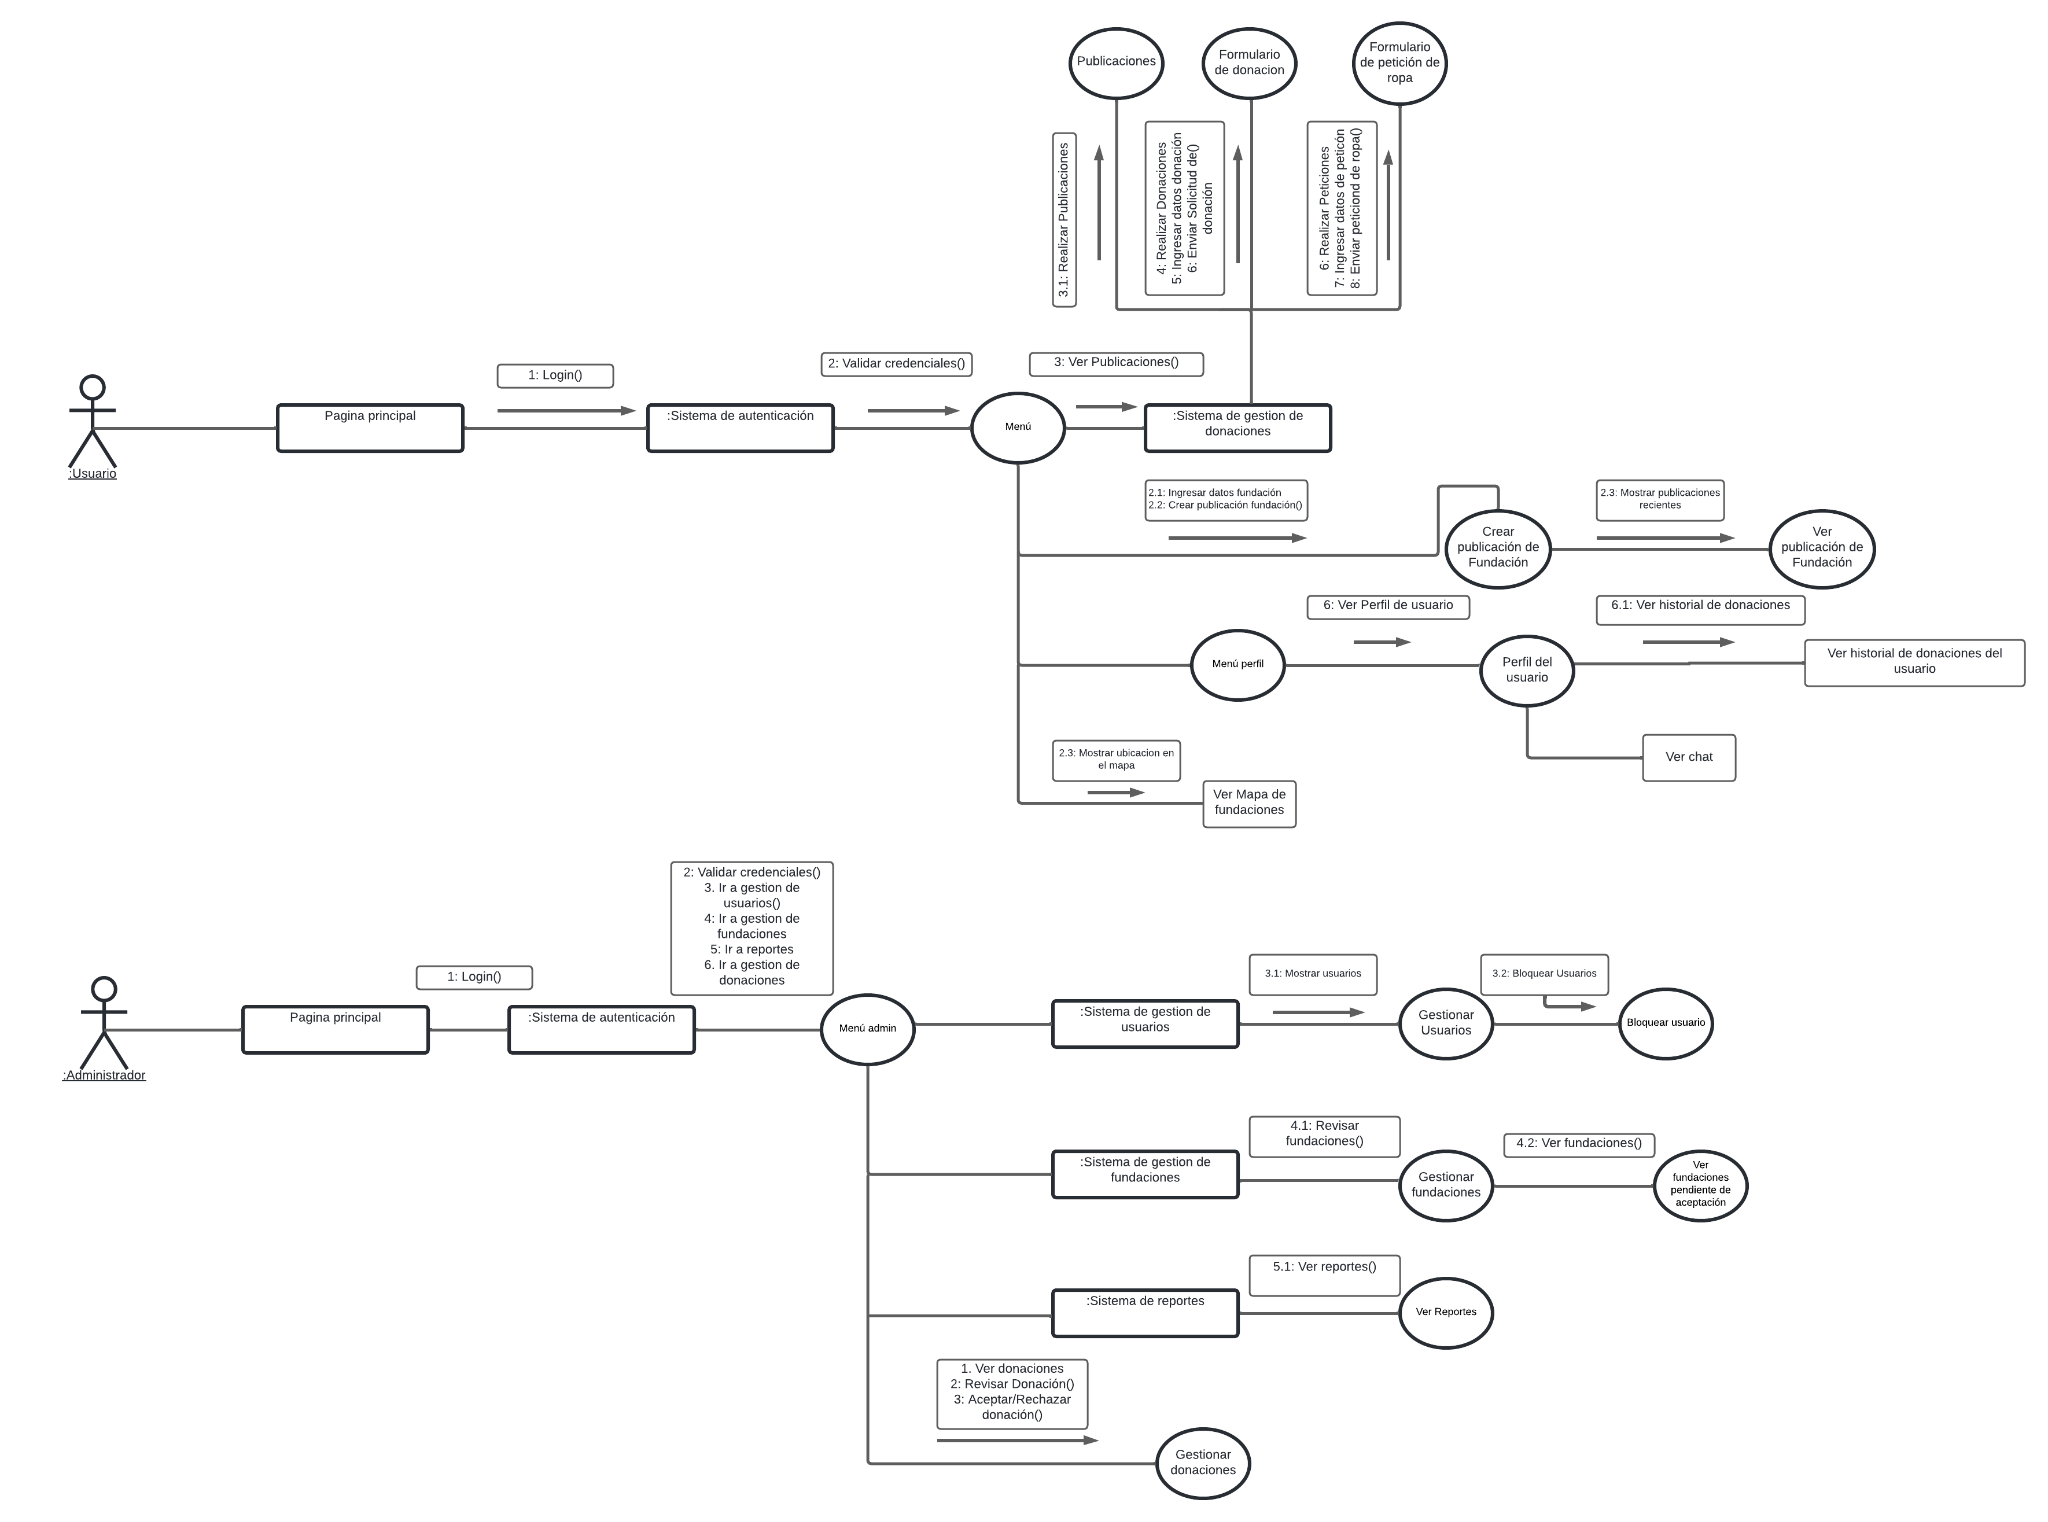 Publicaciones
Formulario
de donacion
Formulario
de petición de
ropa
3.1: Realizar Publicaciones
4: Realizar Donaciones
5: Ingresar datos donación
6: Enviar Solicitud de()
donación
6: Realizar Peticiones
7: Ingresar datos de peticón
8: Enviar peticiond de ropa()
1: Login()
2: Validar credenciales()
3: Ver Publicaciones()
:Usuario
Pagina principal
:Sistema de autenticación
Menú
:Sistema de gestion de
donaciones
2.1: Ingresar datos fundación
2.2: Crear publicación fundación()
2.3: Mostrar publicaciones
recientes
Crear
publicación de
Fundación
Ver
publicación de
Fundación
6: Ver Perfil de usuario
6.1: Ver historial de donaciones
Menú perfil
Perfil del
usuario
Ver historial de donaciones del
usuario
2.3: Mostrar ubicacion en
el mapa
Ver chat
Ver Mapa de
fundaciones
2: Validar credenciales()
3. Ir a gestion de
usuarios()
4: Ir a gestion de
fundaciones
5: Ir a reportes
6. Ir a gestion de
donaciones
1: Login()
3.1: Mostrar usuarios
3.2: Bloquear Usuarios
:Administrador
Pagina principal
:Sistema de autenticación
Menú admin
:Sistema de gestion de
usuarios
Gestionar
Usuarios
Bloquear usuario
4.1: Revisar
fundaciones()
4.2: Ver fundaciones()
:Sistema de gestion de
fundaciones
Gestionar
fundaciones
Ver
fundaciones
pendiente de
aceptación
5.1: Ver reportes()
:Sistema de reportes
Ver Reportes
1. Ver donaciones
2: Revisar Donación()
3: Aceptar/Rechazar
donación()
Gestionar
donaciones